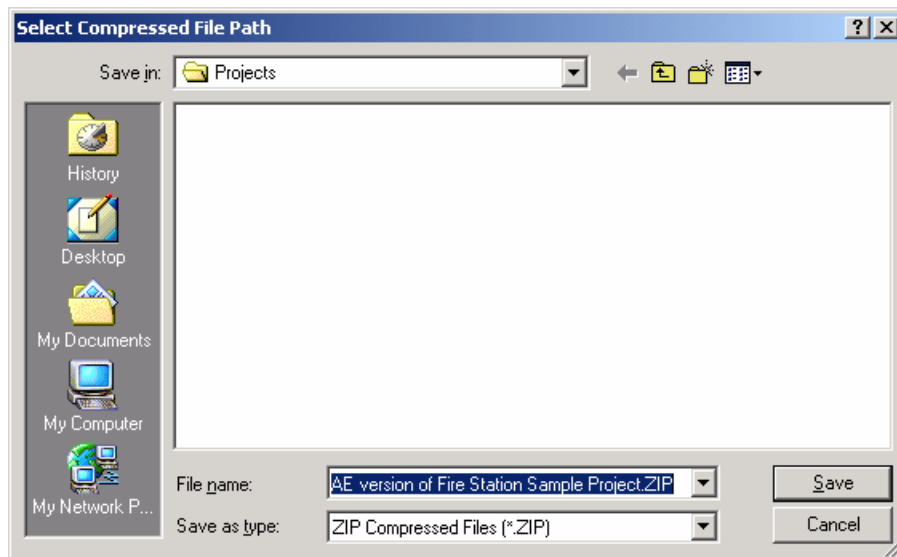 Select Compressed File Path
Save in: Projects
History
Desktop
My Documents
My Computer
My Network P...
File name: AE version of Fire Station Sample Project.ZIP Save
Save as type: ZIP Compressed Files (*.ZIP) Cancel